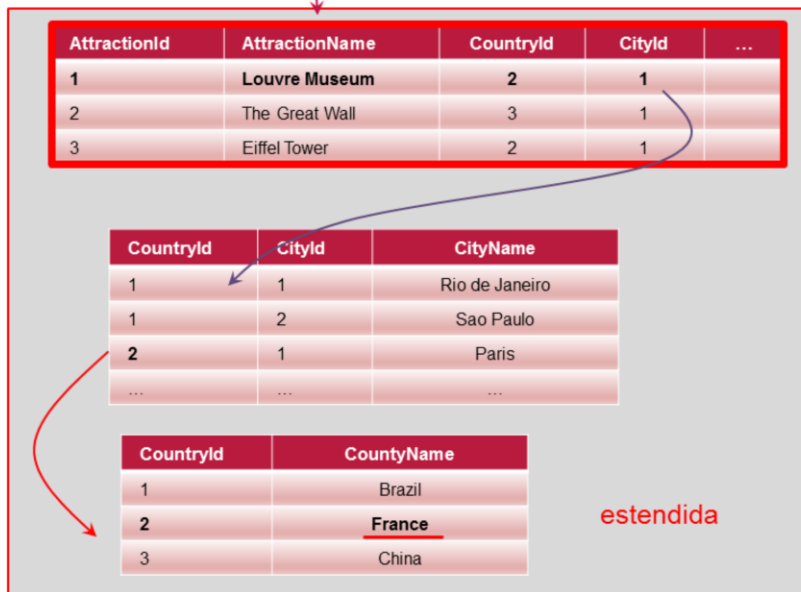 AttractionId AttractionName CountryId CityId ...
1 Louvre Museum 2 1
2 The Great Wall 3 1
3 Eiffel Tower 2 1
CountryId CityId CityName
1 1 Rio de Janeiro
1 2 Sao Paulo
2 1 Paris
... ... ...
CountryId CountyName
1 Brazil
2 France
3 China
estendida